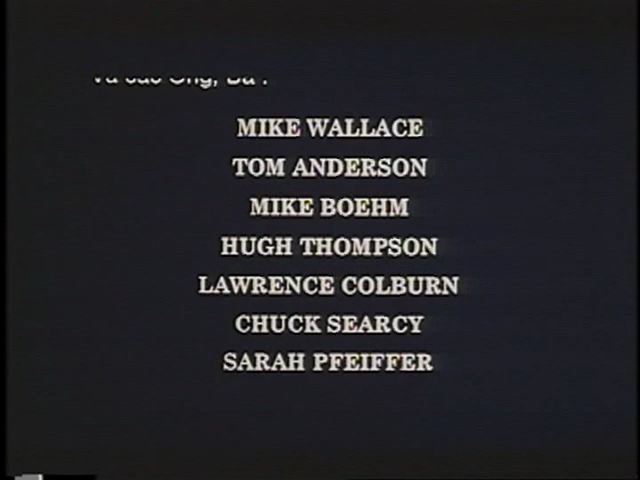 MIKE WALLACE
TOM ANDERSON
MIKE BOEHM
HUGH THOMPSON
LAWRENCE COLBURN
CHUCK SEARCY
SARAH PFEIFFER